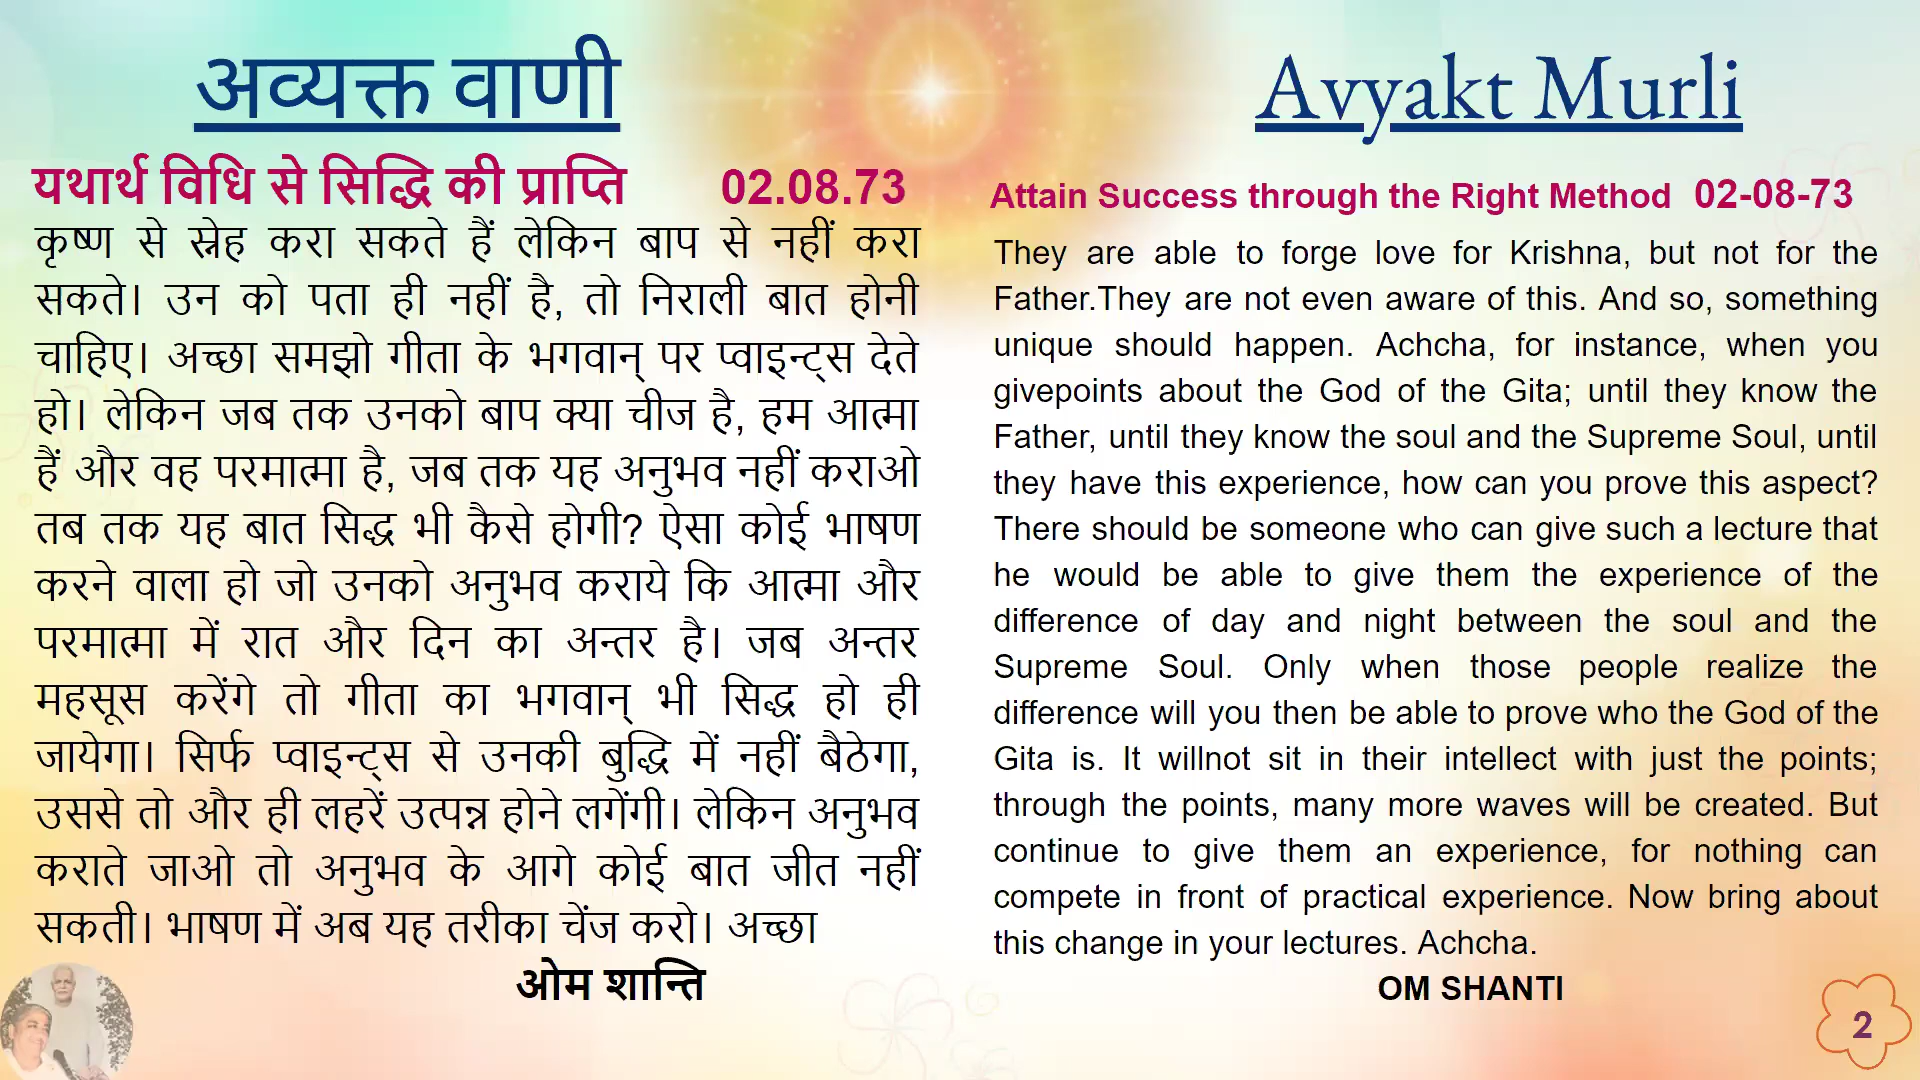 अव्यक्त वाणी
यथार्थ विधि से सिद्धि की प्राप्ति 02.08.73
कृष्ण से स्नेह करा सकते हैं लेकिन बाप से नहीं करा
सकते। उन को पता ही नहीं है, तो निराली बात होनी
चाहिए। अच्छा समझो गीता के भगवान् पर प्वाइन्ट्स देते
हो। लेकिन जब तक उनको बाप क्या चीज है, हम आत्मा
हैं और वह परमात्मा है, जब तक यह अनुभव नहीं कराओ
तब तक यह बात सिद्ध भी कैसे होगी? ऐसा कोई भाषण
करने वाला हो जो उनको अनुभव कराये कि आत्मा और
परमात्मा में रात और दिन का अन्तर है। जब अन्तर
महसूस करेंगे तो गीता का भगवान् भी सिद्ध हो ही
जायेगा। सिर्फ प्वाइन्ट्स से उनकी बुद्धि में नहीं बैठेगा,
उससे तो और ही लहरें उत्पन्न होने लगेंगी। लेकिन अनुभव
कराते जाओ तो अनुभव के आगे कोई बात जीत नहीं
सकती। भाषण में अब यह तरीका चेंज करो। अच्छा
ओम शान्ति
Avyakt Murli
Attain Success through the Right Method 02-08-73
They are able to forge love for Krishna, but not for the
Father.They are not even aware of this. And so, something
unique should happen. Achcha, for instance, when you
givepoints about the God of the Gita; until they know the
Father, until they know the soul and the Supreme Soul, until
they have this experience, how can you prove this aspect?
There should be someone who can give such a lecture that
he would be able to give them the experience of the
difference of day and night between the soul and the
Supreme Soul. Only when those people realize the
difference will you then be able to prove who the God of the
Gita is. It willnot sit in their intellect with just the points;
through the points, many more waves will be created. But
continue to give them an experience, for nothing can
compete in front of practical experience. Now bring about
this change in your lectures. Achcha.
OM SHANTI
2